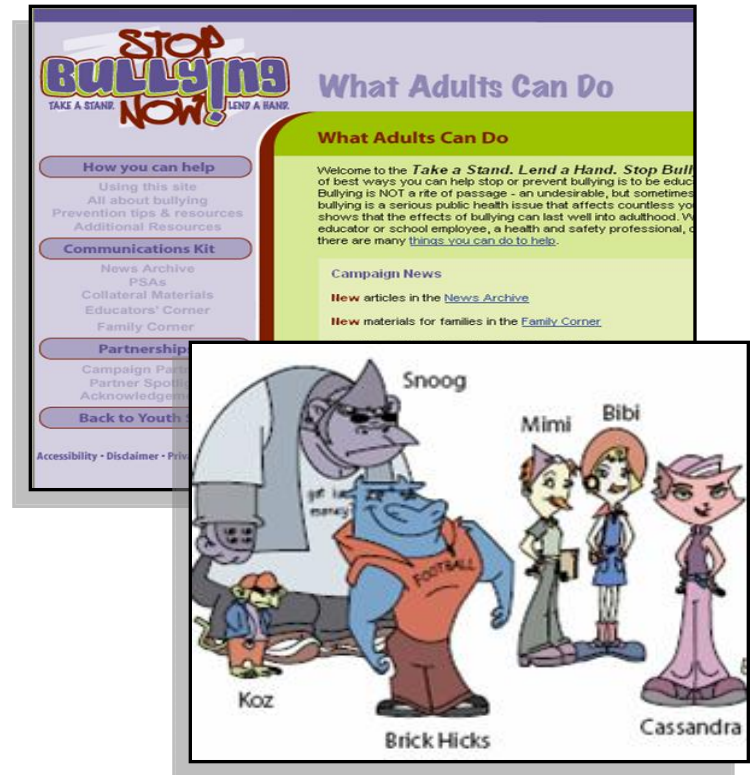 STOP
BULLYING
TAKE A STAND. NOW! LEND A HAND.
What Adults Can Do
What Adults Can Do
How you can help
Using this site
All about bullying
Prevention tips & resources
Additional Resources
Communications Kit
News Archive
PSAs
Collateral Materials
Educators' Corner
Family Corner
Partnership
Campaign Par
Partner Spotli
Acknowledgem
Back to Youth S
Accessibility • Disclaimer • Priv
Welcome to the Take a Stand. Lend a Hand. Stop Bull
of best ways you can help stop or prevent bullying is to be educ
Bullying is NOT a rite of passage - an undesirable, but sometimes
bullying is a serious public health issue that affects countless yo
shows that the effects of bullying can last well into adulthood. W
educator or school employee, a health and safety professional,
there are many things you can do to help.
Campaign News
New articles in the News Archive
New materials for families in the Family Corner
Snoog
Mimi
Bibi
FOOTBALL
Koz
Brick Hicks
Cassandra